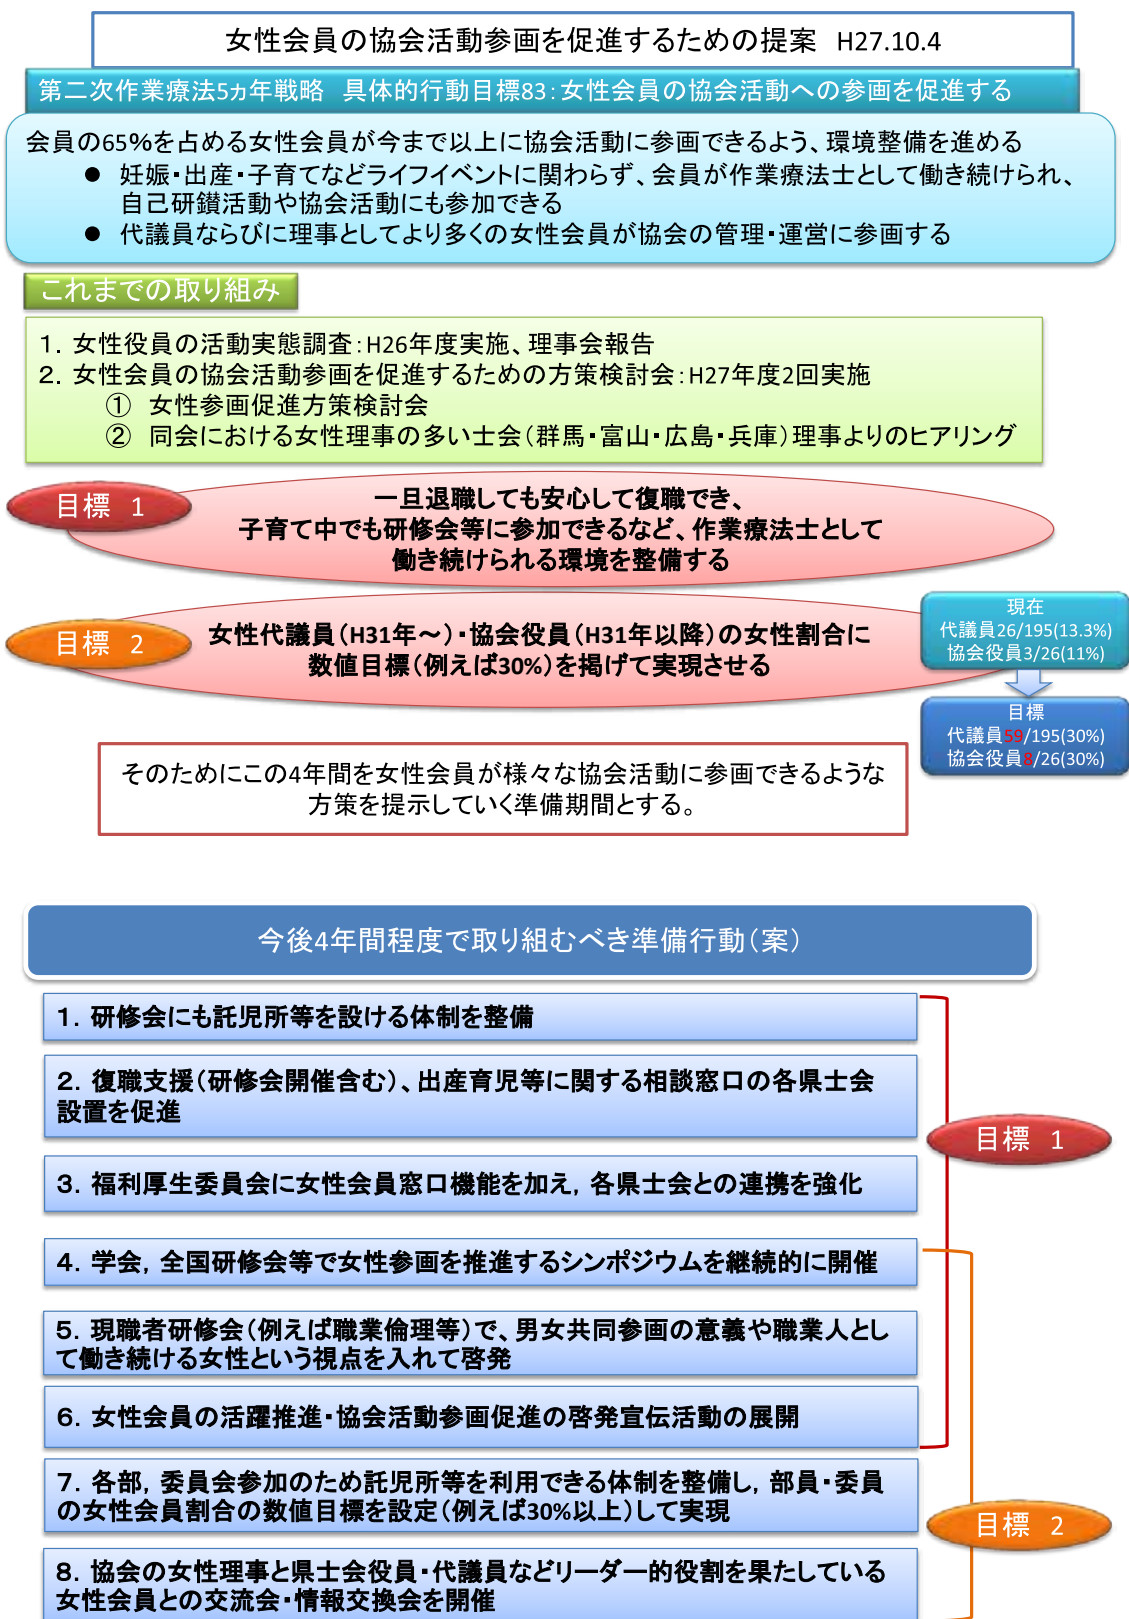 女性会員の協会活動参画を促進するための提案 H27.10.4
第二次作業療法5ヵ年戦略 具体的行動目標83:女性会員の協会活動への参画を促進する
会員の65%を占める女性会員が今まで以上に協会活動に参画できるよう、環境整備を進める
● 妊娠・出産・子育てなどライフイベントに関わらず、会員が作業療法士として働き続けられ、
自己研鑚活動や協会活動にも参加できる
● 代議員ならびに理事としてより多くの女性会員が協会の管理・運営に参画する
これまでの取り組み
1. 女性役員の活動実態調査:H26年度実施、理事会報告
2. 女性会員の協会活動参画を促進するための方策検討会:H27年度2回実施
① 女性参画促進方策検討会
② 同会における女性理事の多い士会(群馬・富山・広島・兵庫)理事よりのヒアリング
目標 1
一旦退職しても安心して復職でき、
子育て中でも研修会等に参加できるなど、作業療法士として
働き続けられる環境を整備する
目標 2
女性代議員(H31年~)・協会役員(H31年以降)の女性割合に
数値目標(例えば30%)を掲げて実現させる
現在
代議員26/195(13.3%)
協会役員3/26(11%)
目標
代議員59/195(30%)
協会役員8/26(30%)
そのためにこの4年間を女性会員が様々な協会活動に参画できるような
方策を提示していく準備期間とする。
今後4年間程度で取り組むべき準備行動(案)
1. 研修会にも託児所等を設ける体制を整備
2. 復職支援(研修会開催含む)、出産育児等に関する相談窓口の各県士会
設置を促進
目標 1
3. 福利厚生委員会に女性会員窓口機能を加え, 各県士会との連携を強化
4. 学会, 全国研修会等で女性参画を推進するシンポジウムを継続的に開催
5. 現職者研修会(例えば職業倫理等)で、男女共同参画の意義や職業人とし
て働き続ける女性という視点を入れて啓発
6. 女性会員の活躍推進・協会活動参画促進の啓発宣伝活動の展開
7. 各部, 委員会参加のため託児所等を利用できる体制を整備し, 部員・委員
の女性会員割合の数値目標を設定(例えば30%以上)して実現
目標 2
8. 協会の女性理事と県士会役員・代議員などリーダー的役割を果たしている
女性会員との交流会・情報交換会を開催